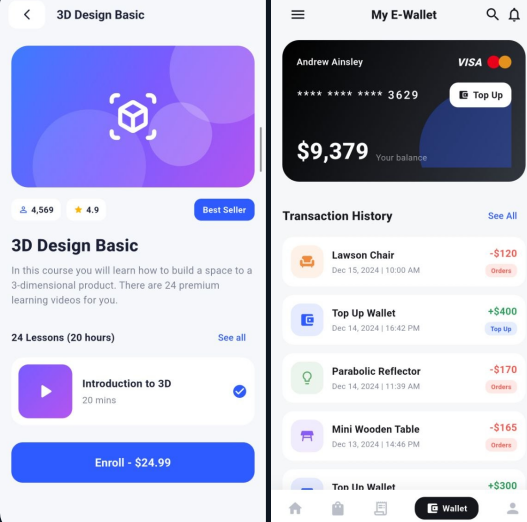 3D Design Basic
4,569
4.9
Best Seller
3D Design Basic
In this course you will learn how to build a space to a
3-dimensional product. There are 24 premium
learning videos for you.
24 Lessons (20 hours)
See all
Introduction to 3D
20 mins
Enroll - $24.99
My E-Wallet
Andrew Ainsley
VISA
**** **** **** 3629
Top Up
$9,379 Your balance
Transaction History
See All
Lawson Chair
-$120
Dec 15, 2024 | 10:00 AM
Orders
Top Up Wallet
+$400
Dec 14, 2024 | 16:42 PM
Top Up
Parabolic Reflector
-$170
Dec 14, 2024 | 11:39 AM
Orders
Mini Wooden Table
-$165
Dec 13, 2024 | 14:46 PM
Orders
Top Up Wallet
+$300
Wallet